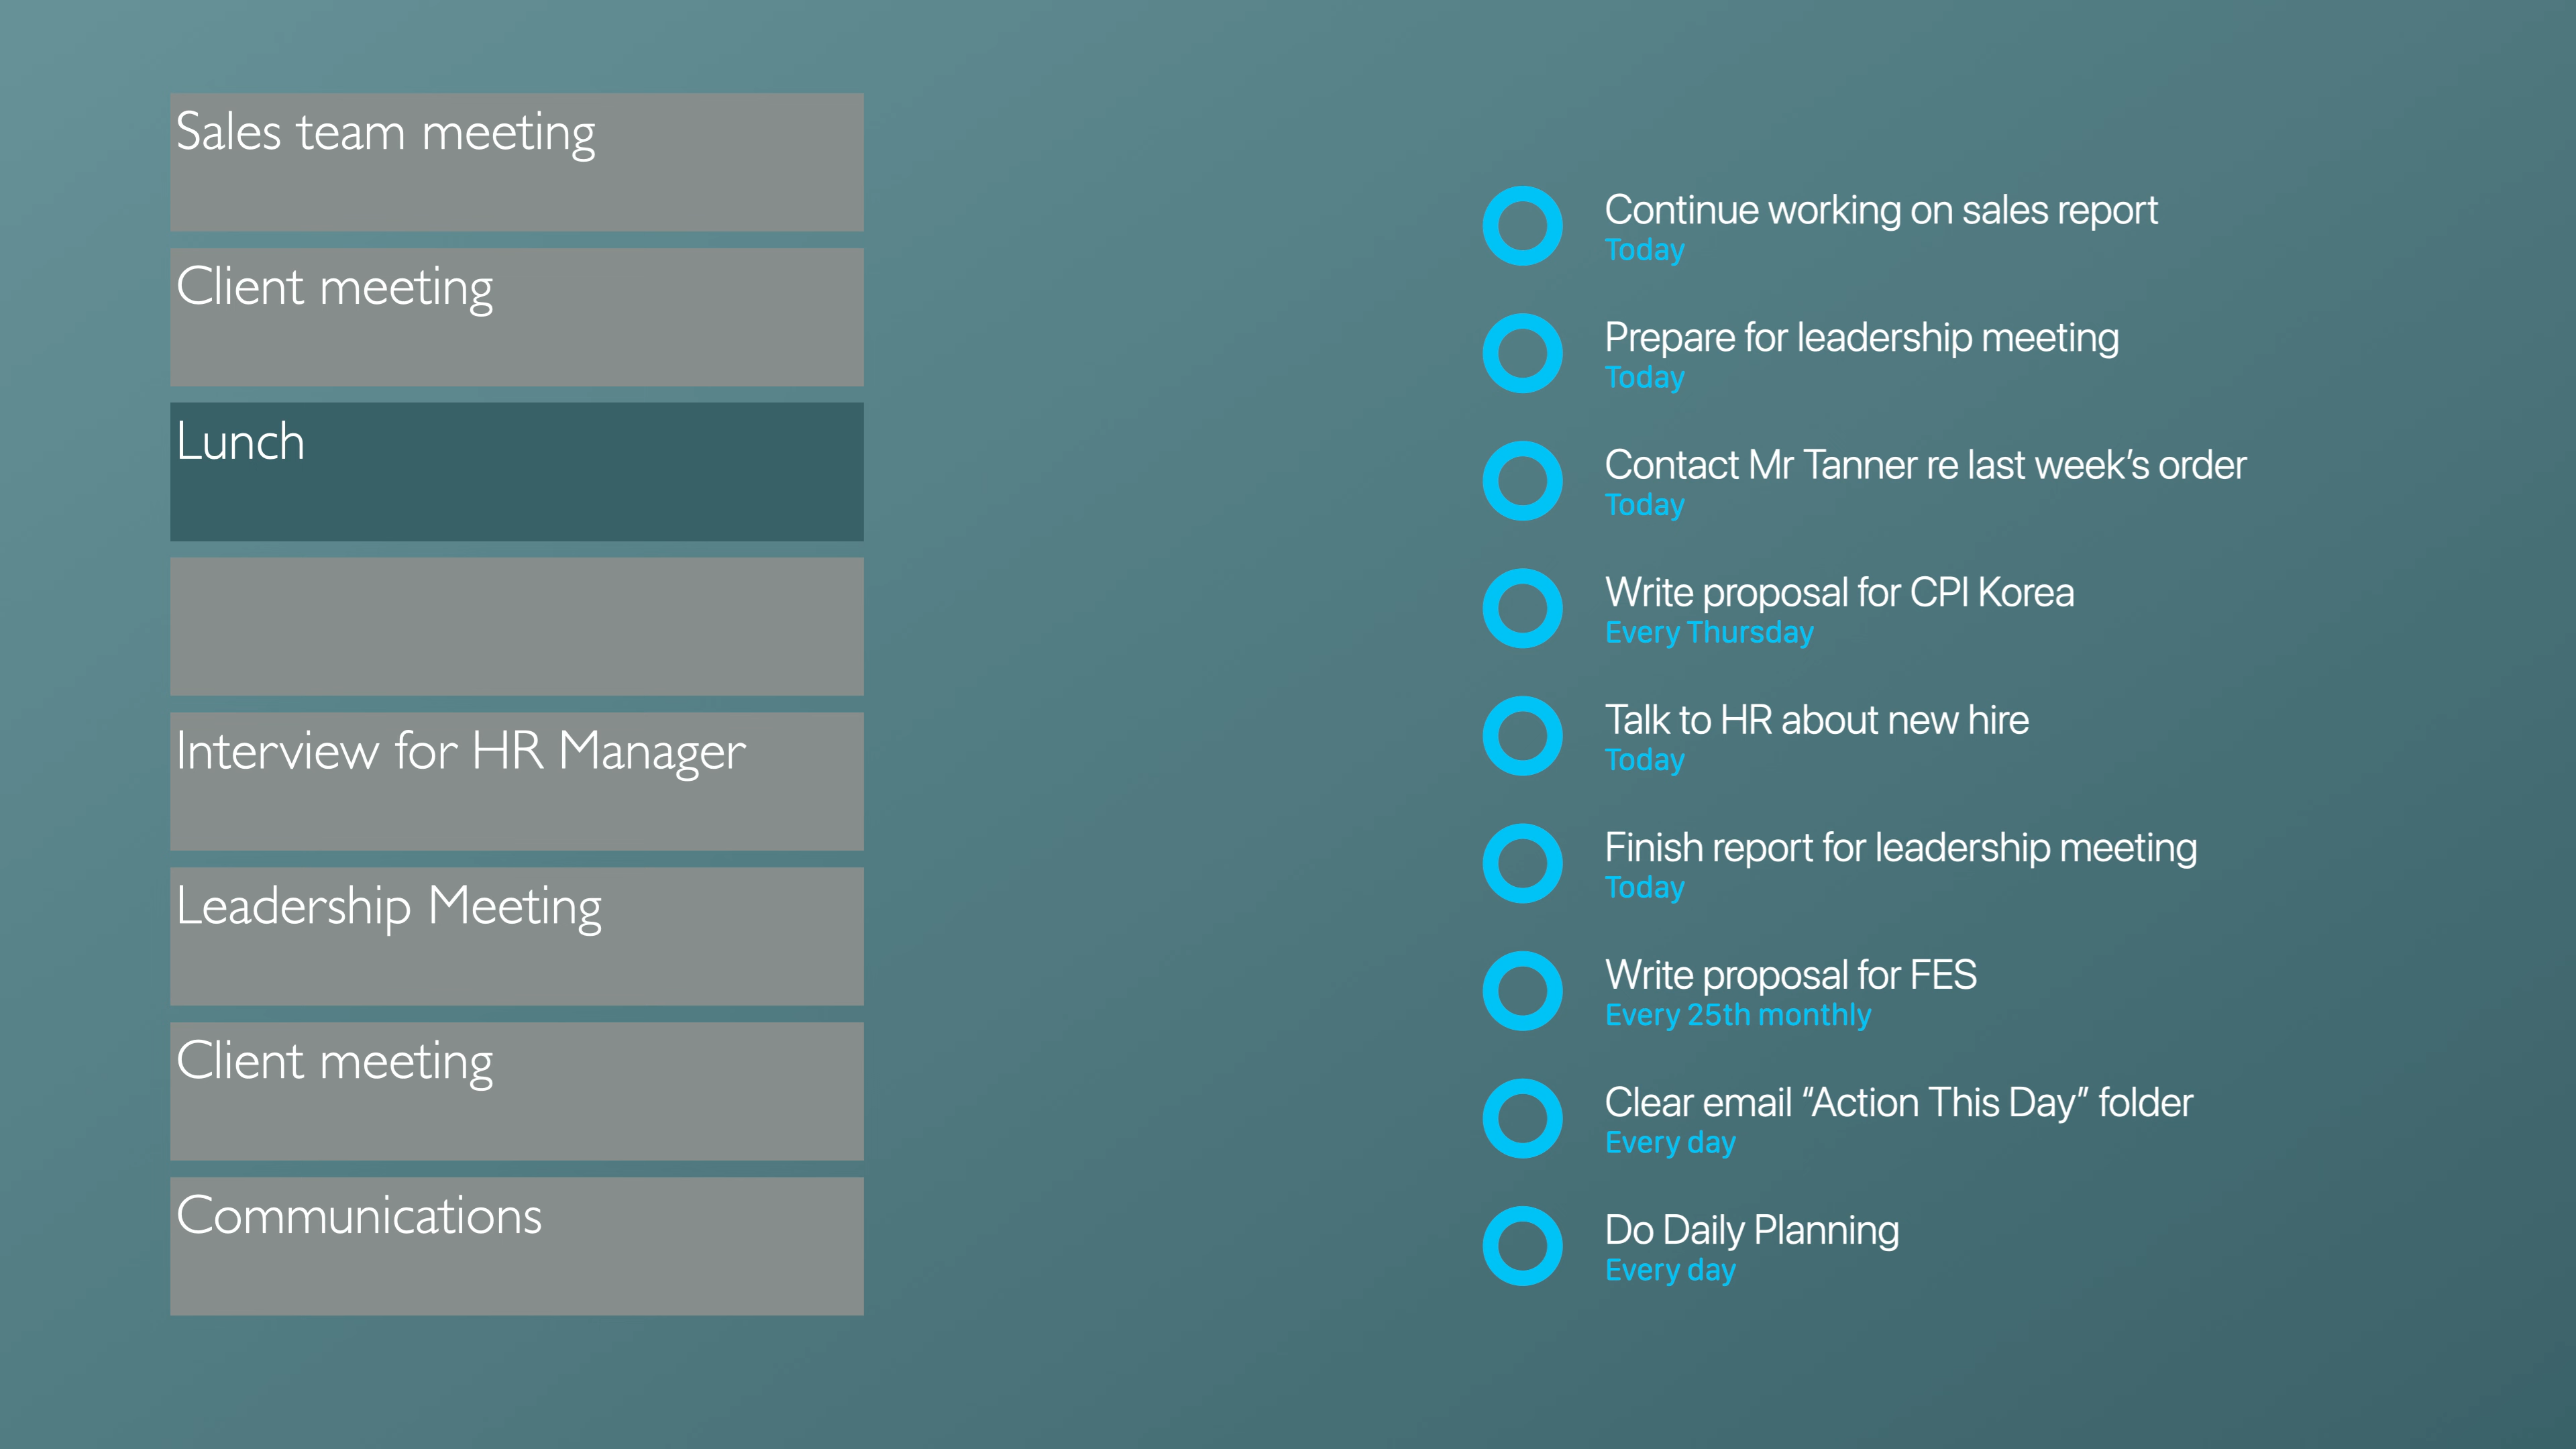 Sales team meeting
Client meeting
Lunch
Interview for HR Manager
Leadership Meeting
Client meeting
Communications
Continue working on sales report
Today
Prepare for leadership meeting
Today
Contact Mr Tanner re last week’s order
Today
Write proposal for CPI Korea
Every Thursday
Talk to HR about new hire
Today
Finish report for leadership meeting
Today
Write proposal for FES
Every 25th monthly
Clear email “Action This Day” folder
Every day
Do Daily Planning
Every day